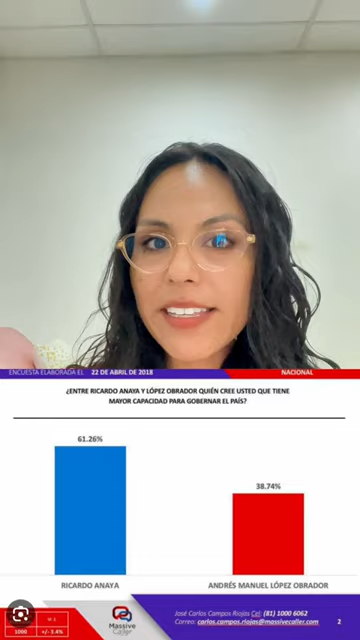 ENCUESTA ELABORADA EL 22 DE ABRIL DE 2018
NACIONAL
¿ENTRE RICARDO ANAYA Y LÓPEZ OBRADOR QUIÉN CREE USTED QUE TIENE
MAYOR CAPACIDAD PARA GOBERNAR EL PAÍS?
61.26%
38.74%
RICARDO ANAYA
ANDRÉS MANUEL LÓPEZ OBRADOR
1000
+/- 3.4%
Massive
Caller
José Carlos Campos Riojas Cel: (81) 1000 6062
Correo: carlos.campos.riojas@massivecaller.com
2